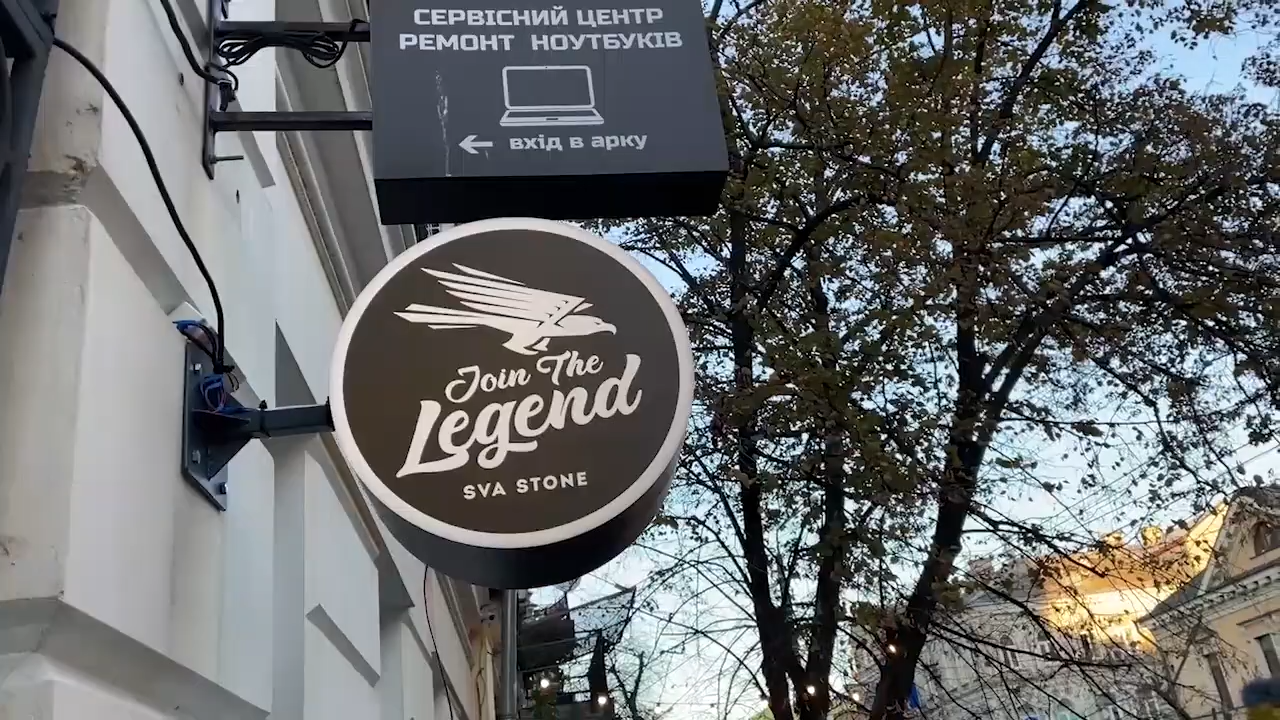 СЕРВІСНИЙ ЦЕНТР
РЕМОНТ НОУТБУКІВ
вхід в арку
Join The
Legend
SVA STONE